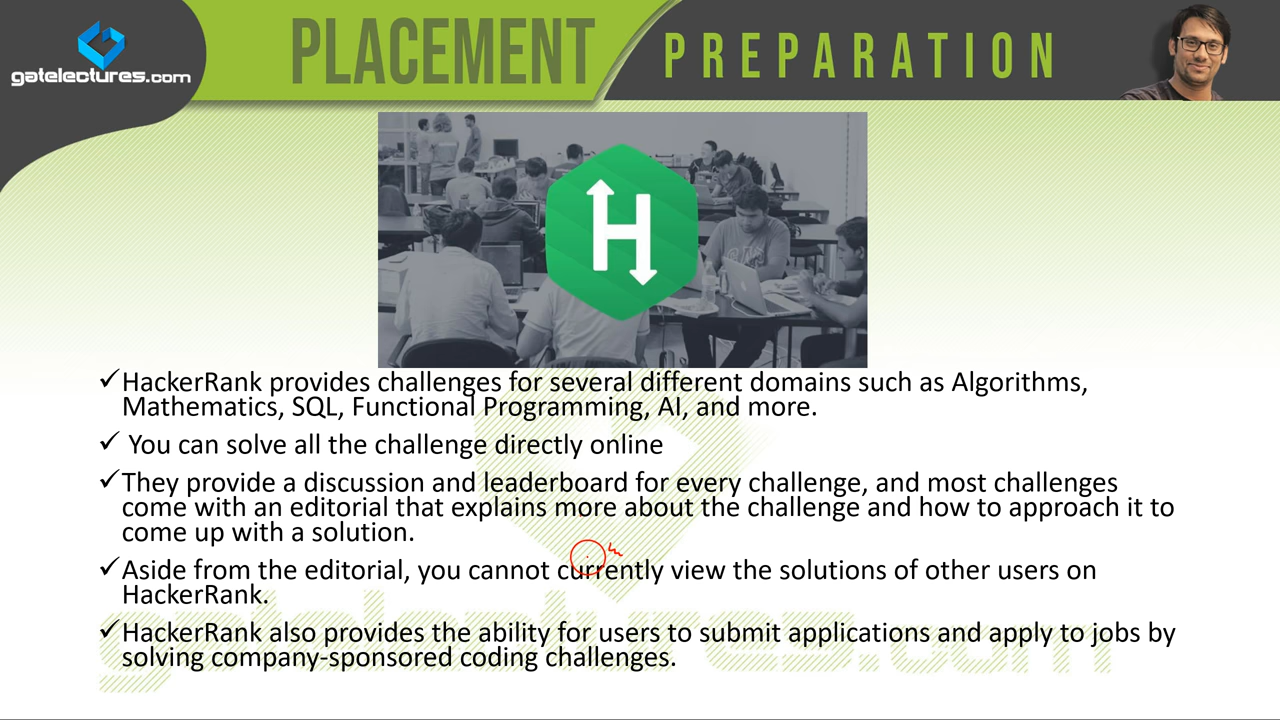 gatelectures.com
PLACEMENT
PREPARATION
H
✓HackerRank provides challenges for several different domains such as Algorithms,
Mathematics, SQL, Functional Programming, AI, and more.
✓ You can solve all the challenge directly online
✓They provide a discussion and leaderboard for every challenge, and most challenges
come with an editorial that explains more about the challenge and how to approach it to
come up with a solution.
✓Aside from the editorial, you cannot currently view the solutions of other users on
HackerRank.
✓HackerRank also provides the ability for users to submit applications and apply to jobs by
solving company-sponsored coding challenges.
gatelectures.com